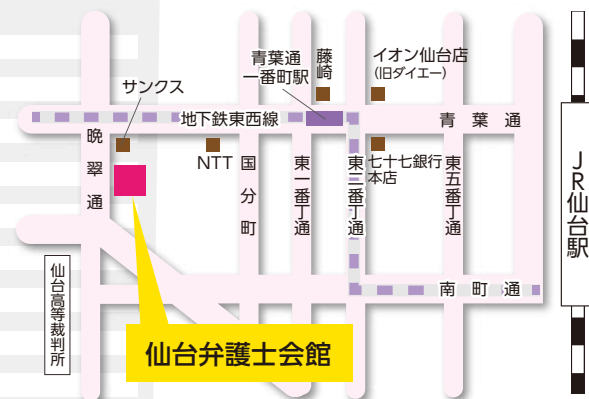 青葉通
一番町駅
藤崎
イオン仙台店
(旧ダイエー)
サンクス
地下鉄東西線
青葉通
晩翠通
NTT
国分町
東一番丁通
東二番丁通
七十七銀行
本店
東五番丁通
JR仙台駅
仙台高等裁判所
南町通
仙台弁護士会館